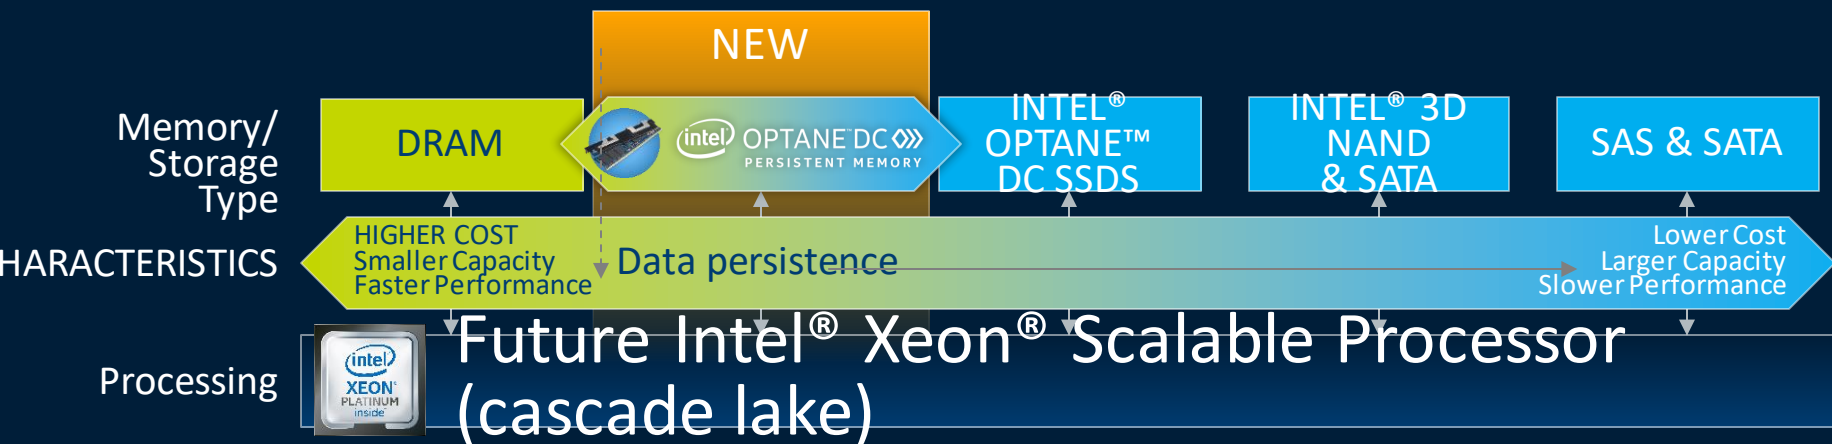 NEW
Memory/
Storage
Type
DRAM
intel OPTANE™ DC
PERSISTENT MEMORY
INTEL®
OPTANE™
DC SSDS
INTEL® 3D
NAND
& SATA
SAS & SATA
HARACTERISTICS
HIGHER COST
Smaller Capacity
Faster Performance
Data persistence
Lower Cost
Larger Capacity
Slower Performance
Processing
intel
XEON®
PLATINUM
inside™
Future Intel® Xeon® Scalable Processor
(cascade lake)